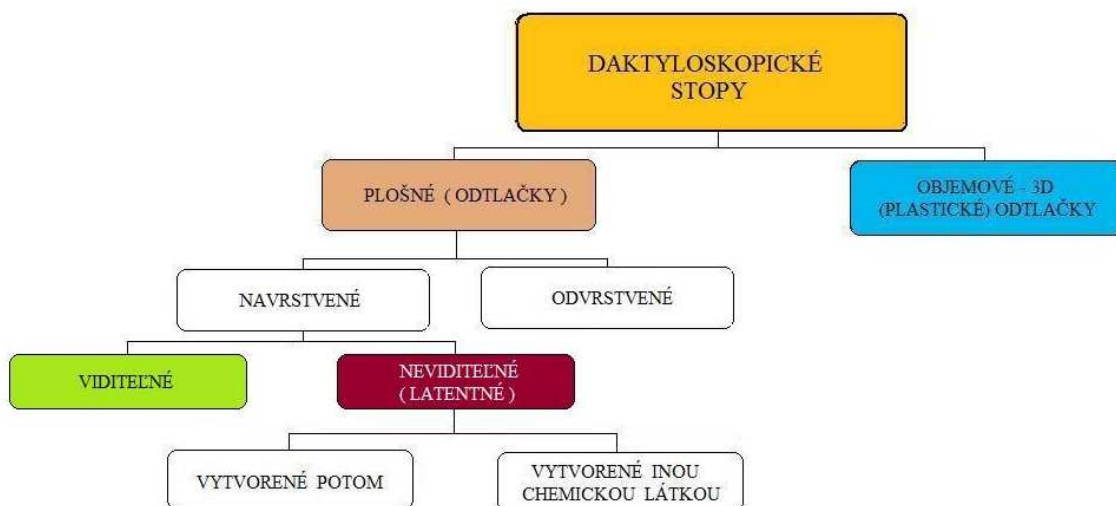 DAKTYLOSKOPICKÉ
STOPY
PLOŠNÉ ( ODTLAČKY )
OBJEMOVÉ - 3D
(PLASTICKÉ) ODTLAČKY
NAVRSTVENÉ
ODVRSTVENÉ
VIDITEĽNÉ
NEVIDITEĽNÉ
( LATENTNÉ )
VYTVORENÉ POTOM
VYTVORENÉ INOU
CHEMICKOU LÁTKOU